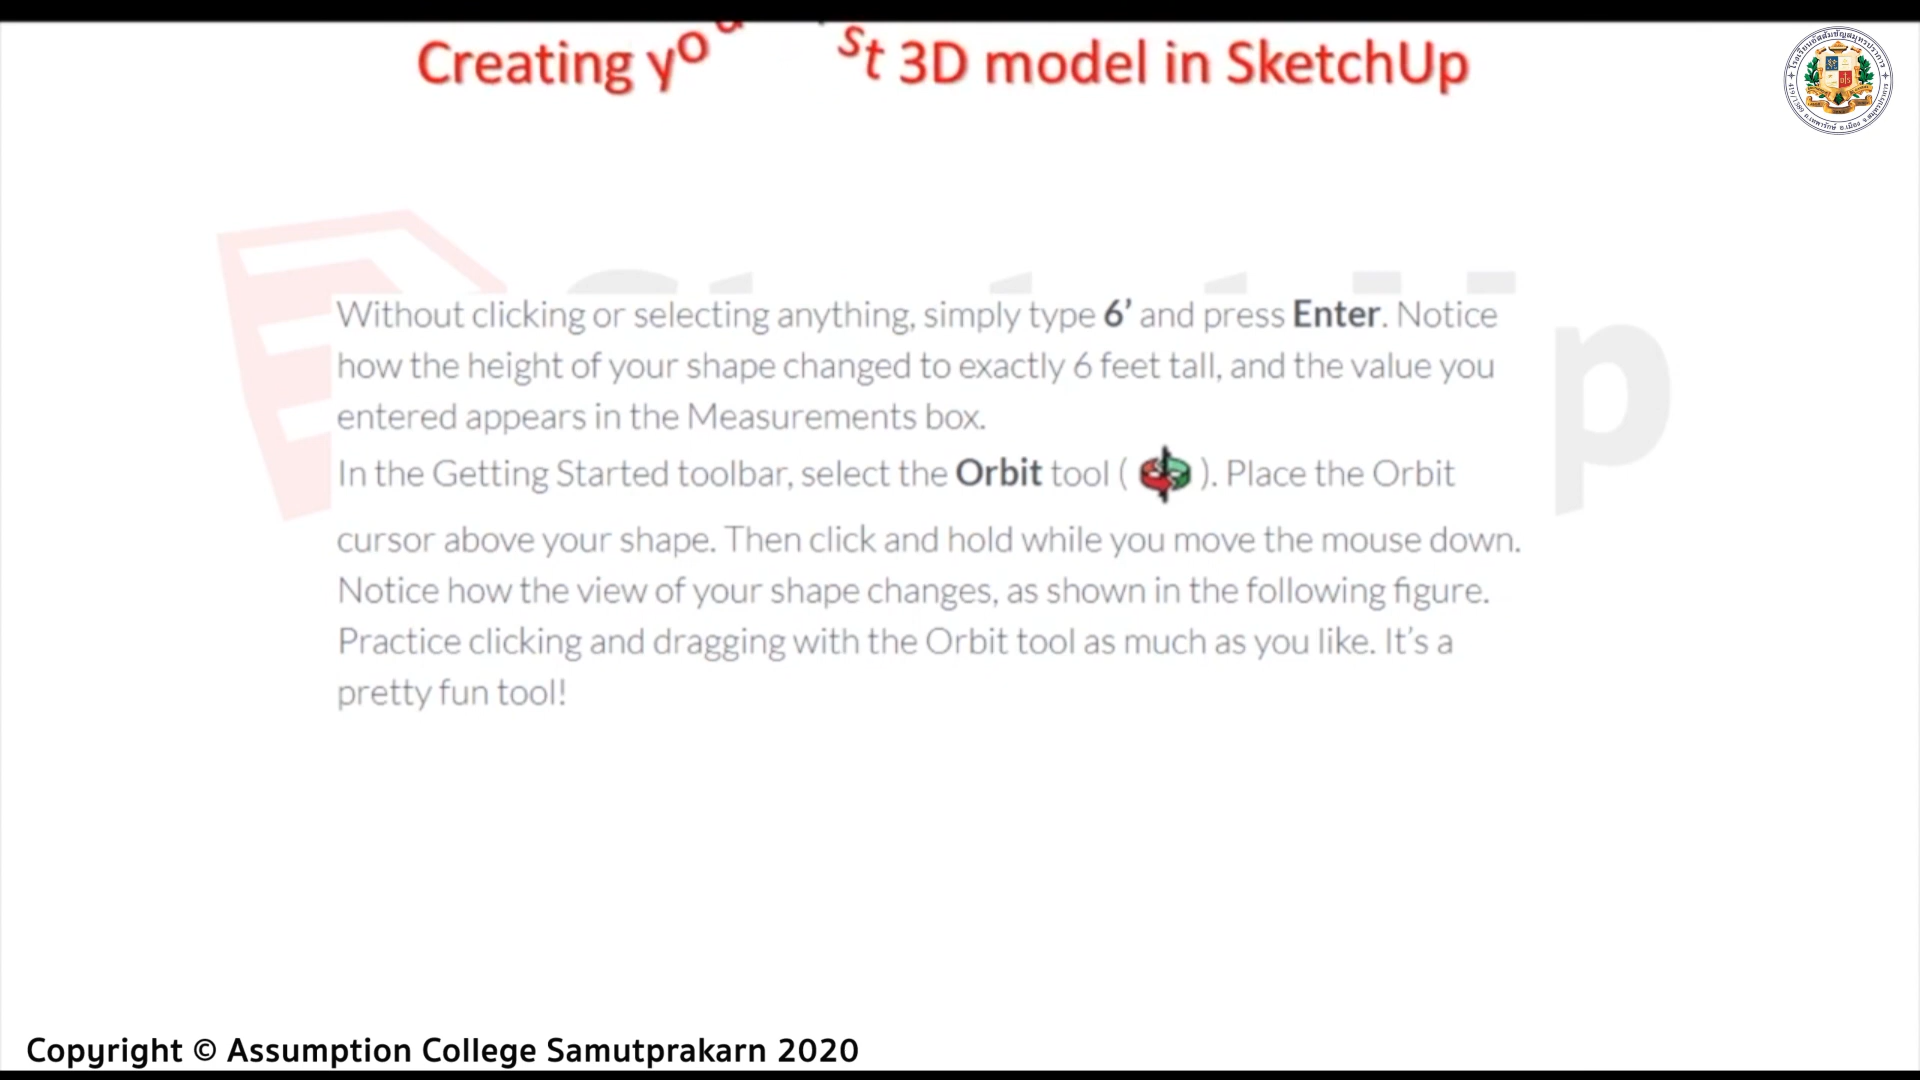 Creating you st 3D model in SketchUp
Without clicking or selecting anything, simply type 6’ and press Enter. Notice
how the height of your shape changed to exactly 6 feet tall, and the value you
entered appears in the Measurements box.
In the Getting Started toolbar, select the Orbit tool ( ). Place the Orbit
cursor above your shape. Then click and hold while you move the mouse down.
Notice how the view of your shape changes, as shown in the following figure.
Practice clicking and dragging with the Orbit tool as much as you like. It’s a
pretty fun tool!
Copyright © Assumption College Samutprakarn 2020